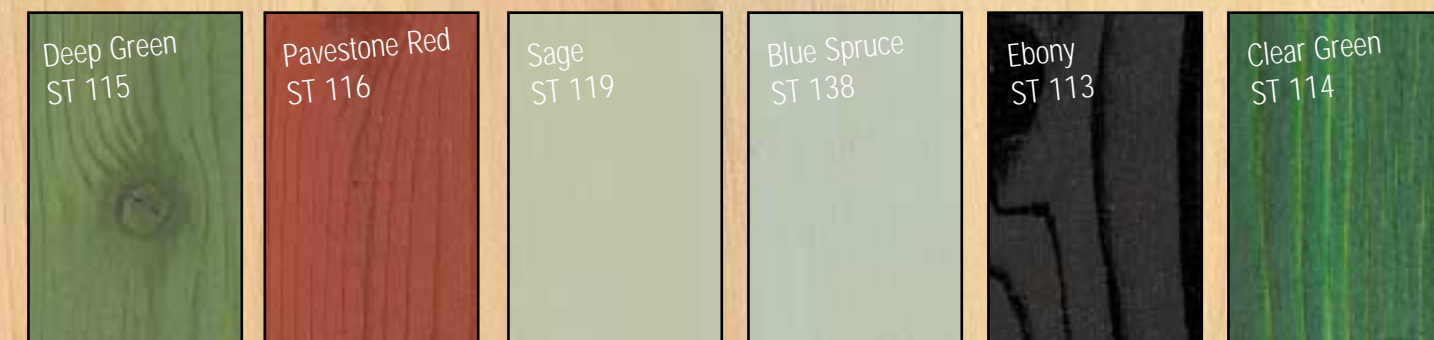 Deep Green
ST 115
Pavestone Red
ST 116
Sage
ST 119
Blue Spruce
ST 138
Ebony
ST 113
Clear Green
ST 114